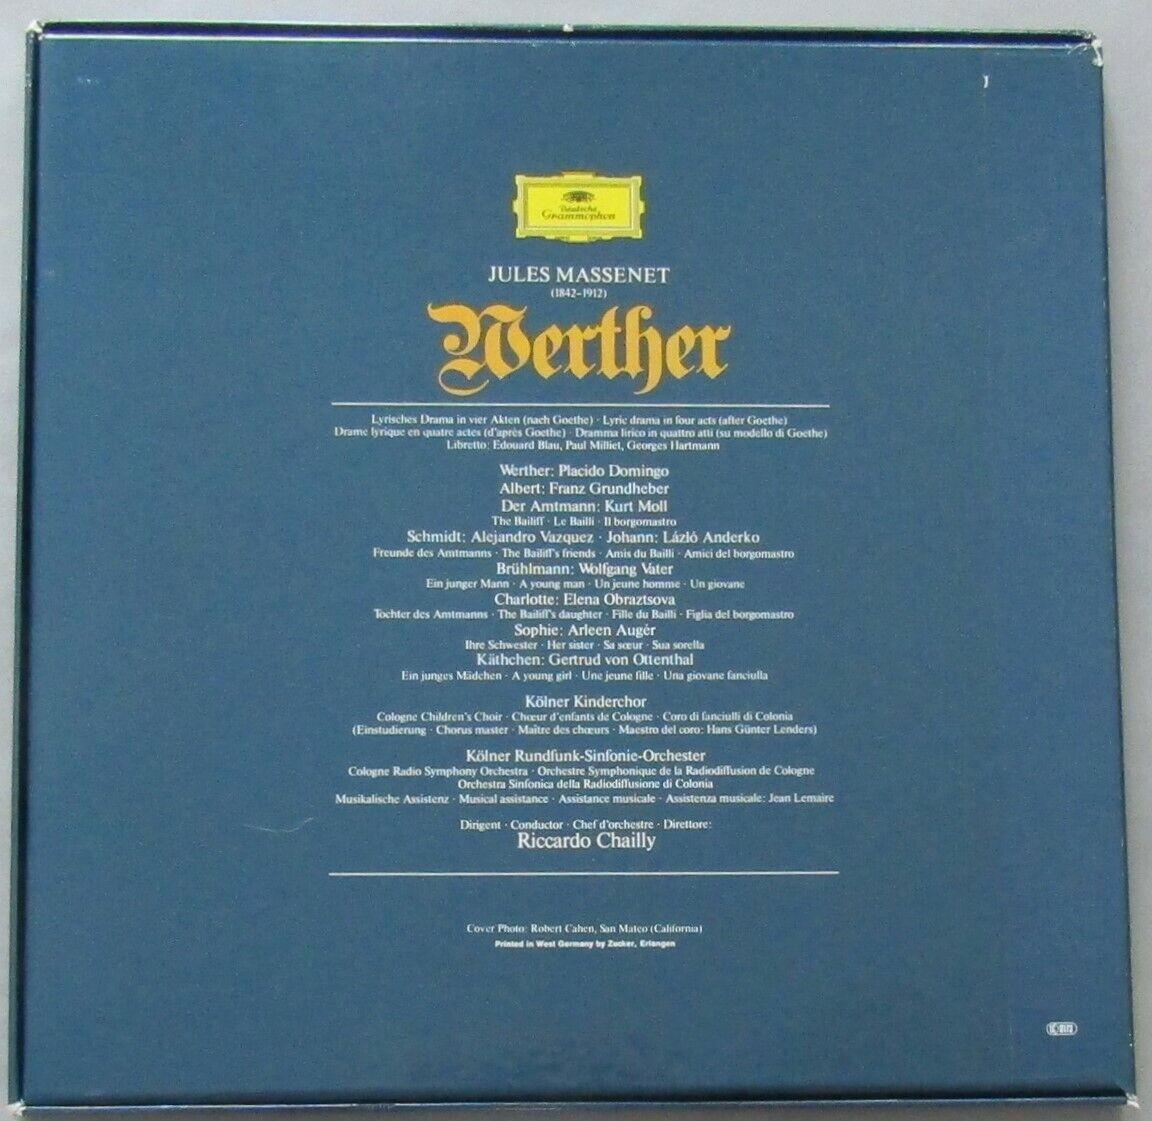 Deutsche
Grammophon
JULES MASSENET
(1842-1912)
Werther
Lyrisches Drama in vier Akten (nach Goethe) · Lyric drama in four acts (after Goethe)
Drame lyrique en quatre actes (d'après Goethe) · Dramma lirico in quattro atti (su modello di Goethe)
Libretto: Edouard Blau, Paul Milliet, Georges Hartmann
Werther: Placido Domingo
Albert: Franz Grundheber
Der Amtmann: Kurt Moll
The Bailiff · Le Bailli · Il borgomastro
Schmidt: Alejandro Vazquez · Johann: Lázló Anderko
Freunde des Amtmanns · The Bailiff's friends · Amis du Bailli · Amici del borgomastro
Brühlmann: Wolfgang Vater
Ein junger Mann · A young man · Un jeune homme · Un giovane
Charlotte: Elena Obraztsova
Tochter des Amtmanns · The Bailiff's daughter · Fille du Bailli · Figlia del borgomastro
Sophie: Arleen Augér
Ihre Schwester · Her sister · Sa sœur · Sua sorella
Käthchen: Gertrud von Ottenthal
Ein junges Mädchen · A young girl · Une jeune fille · Una giovane fanciulla
Kölner Kinderchor
Cologne Children's Choir · Chœur d'enfants de Cologne · Coro di fanciulli di Colonia
(Einstudierung · Chorus master · Maître des chœurs · Maestro del coro: Hans Günter Lenders)
Kölner Rundfunk-Sinfonie-Orchester
Cologne Radio Symphony Orchestra · Orchestre Symphonique de la Radiodiffusion de Cologne
Orchestra Sinfonica della Radiodiffusione di Colonia
Musikalische Assistenz · Musical assistance · Assistance musicale · Assistenza musicale: Jean Lemaire
Dirigent · Conductor · Chef d'orchestre · Direttore:
Riccardo Chailly
Cover Photo: Robert Cahen, San Mateo (California)
Printed in West Germany by Zucker, Erlangen